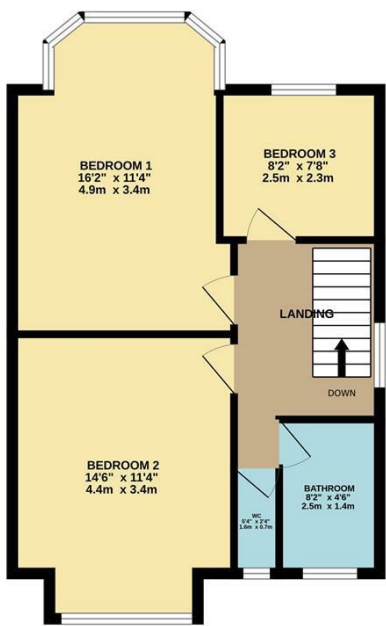 BEDROOM 1
16'2" x 11'4"
4.9m x 3.4m
BEDROOM 3
8'2" x 7'8"
2.5m x 2.3m
LANDING
DOWN
BEDROOM 2
14'6" x 11'4"
4.4m x 3.4m
BATHROOM
8'2" x 4'6"
2.5m x 1.4m
WC
5'4" x 2'4"
1.6m x 0.7m